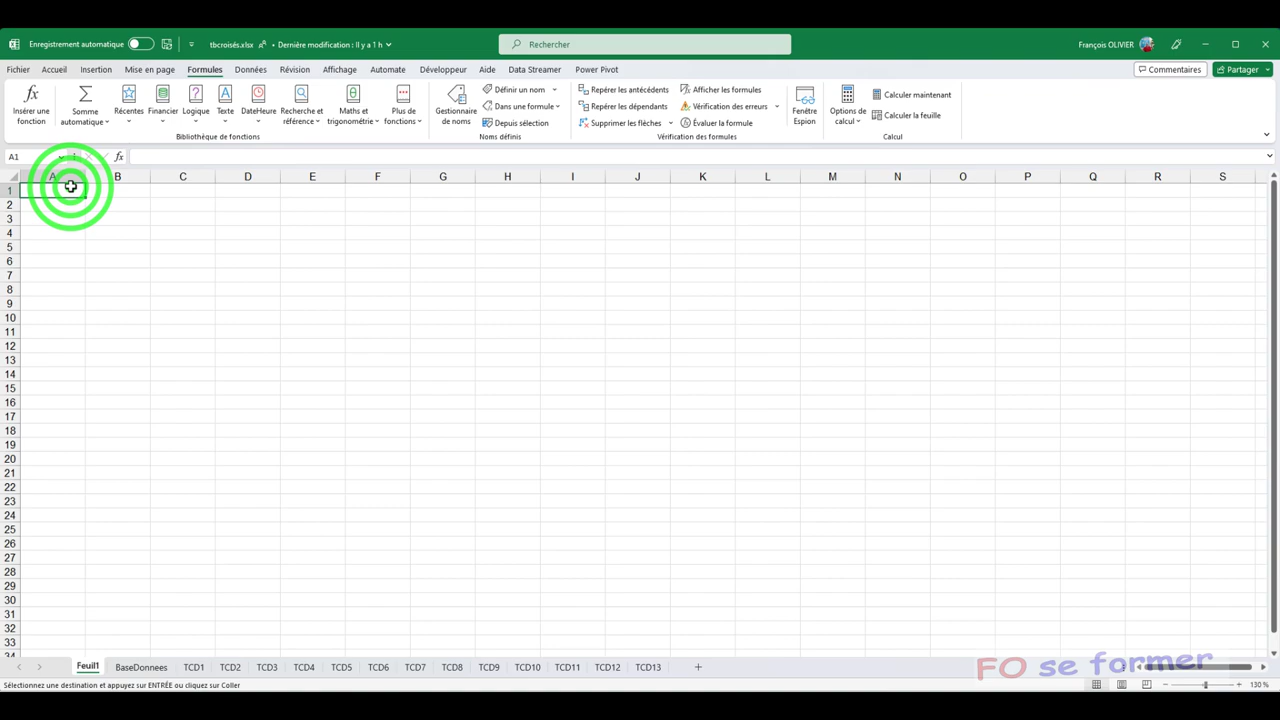 Enregistrement automatique
tbcroisés.xlsx
• Dernière modification : Il y a 1 h
Rechercher
François OLIVIER
Fichier Accueil Insertion Mise en page Formules Données Révision Affichage Automate Développeur Aide Data Streamer Power Pivot
Commentaires
Partager
Insérer une fonction
Somme automatique
Récentes
Financier
Logique
Texte
DateHeure
Recherche et référence
Maths et trigonométrie
Plus de fonctions
Bibliothèque de fonctions
Gestionnaire de noms
Définir un nom
Dans une formule
Depuis sélection
Noms définis
Repérer les antécédents
Repérer les dépendants
Supprimer les flèches
Afficher les formules
Vérification des erreurs
Évaluer la formule
Vérification des formules
Fenêtre Espion
Options de calcul
Calculer maintenant
Calculer la feuille
Calcul
A1
fx
A B C D E F G H I J K L M N O P Q R S
1
2
3
4
5
6
7
8
9
10
11
12
13
14
15
16
17
18
19
20
21
22
23
24
25
26
27
28
29
30
31
32
33
34
Feuil1 BaseDonnees TCD1 TCD2 TCD3 TCD4 TCD5 TCD6 TCD7 TCD8 TCD10 TCD11 TCD12 TCD13
FO se former
Sélectionnez une destination et appuyez sur ENTRÉE ou cliquez sur Coller
130 %